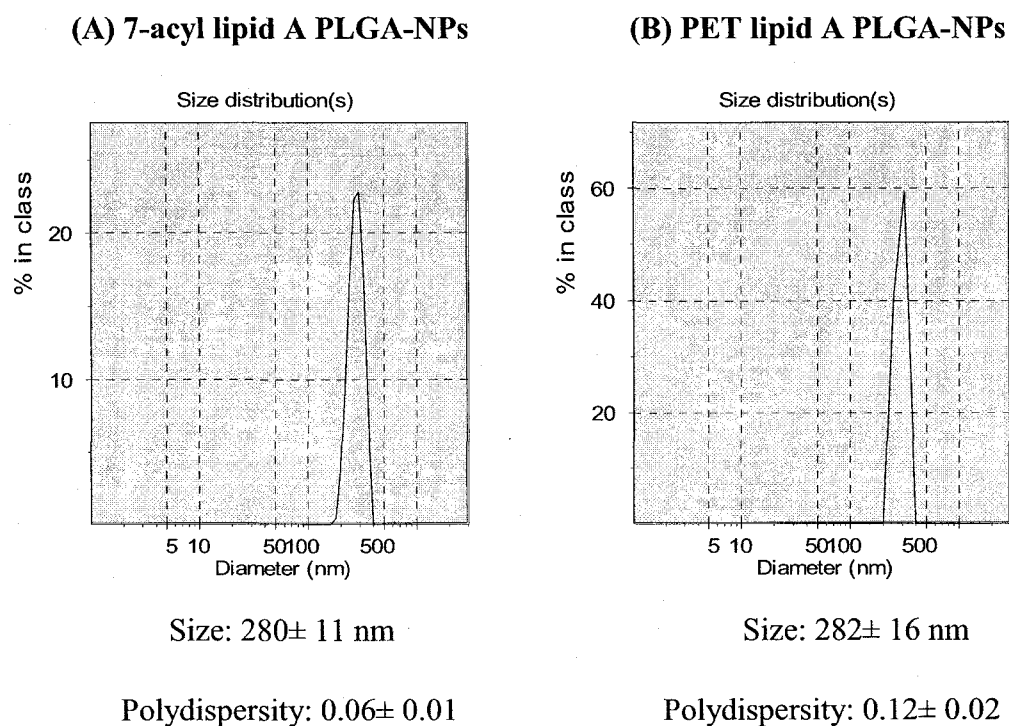 (A) 7-acyl lipid A PLGA-NPs
Size distribution(s)
% in class
20
10
5 10 50100 500
Diameter (nm)
Size: 280± 11 nm
Polydispersity: 0.06± 0.01
(B) PET lipid A PLGA-NPs
Size distribution(s)
% in class
60
40
20
5 10 50100 500
Diameter (nm)
Size: 282± 16 nm
Polydispersity: 0.12± 0.02